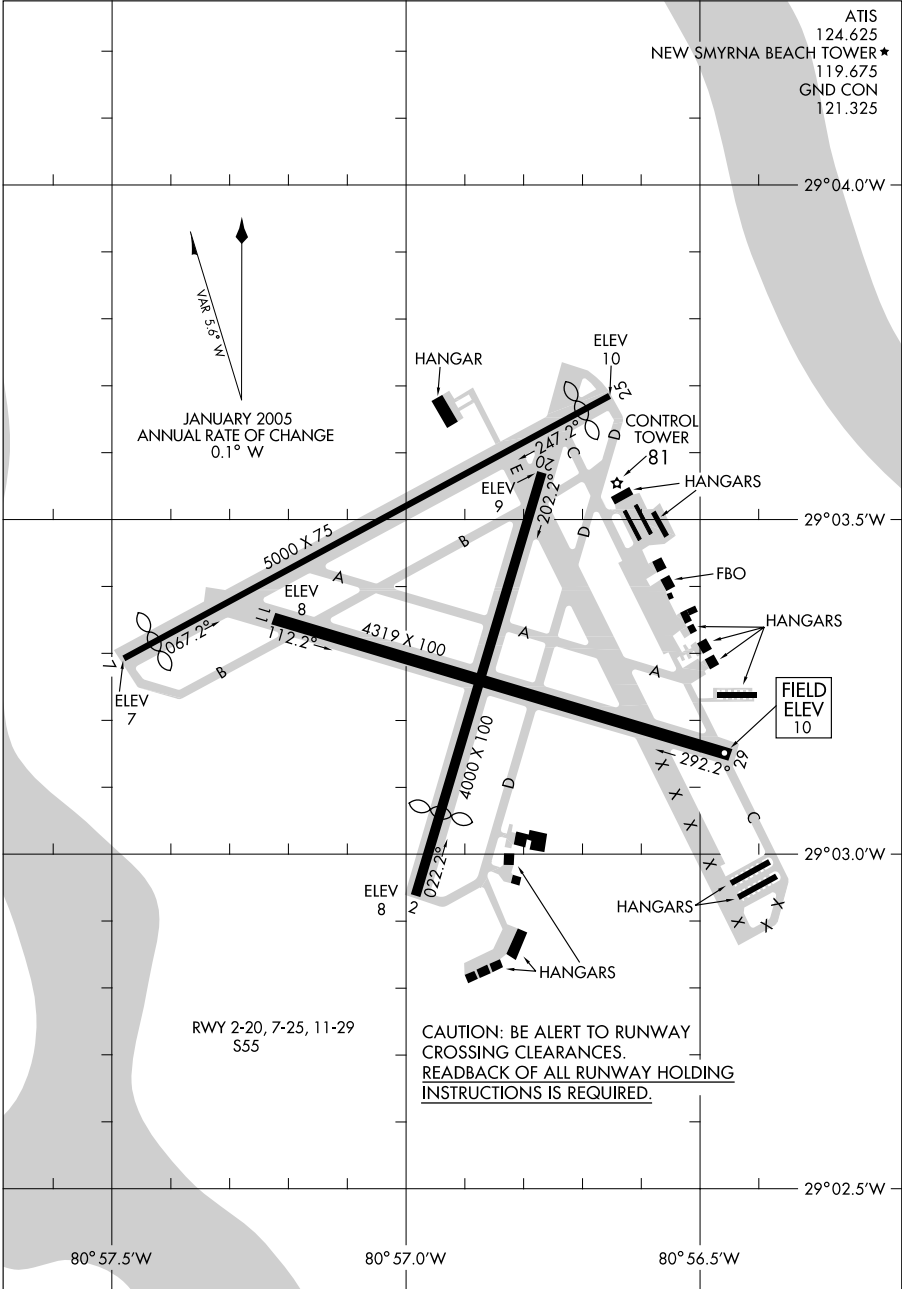 ATIS
124.625
NEW SMYRNA BEACH TOWER★
119.675
GND CON
121.325
29°04.0'W
VAR 5.6° W
JANUARY 2005
ANNUAL RATE OF CHANGE
0.1° W
HANGAR
ELEV
10
25
CONTROL
TOWER
81
247.2°
C
D
E
20
ELEV
9
202.2°
HANGARS
29°03.5'W
5000 X 75
B
D
A
FBO
ELEV
8
11
112.2°
4319 X 100
A
HANGARS
067.2°
7
ELEV
7
B
A
FIELD
ELEV
10
292.2°
29
4000 X 100
D
X
X
X
X
C
022.2°
29°03.0'W
ELEV
8
2
HANGARS
X
X
X
HANGARS
RWY 2-20, 7-25, 11-29
S55
CAUTION: BE ALERT TO RUNWAY
CROSSING CLEARANCES.
READBACK OF ALL RUNWAY HOLDING
INSTRUCTIONS IS REQUIRED.
29°02.5'W
80°57.5'W
80°57.0'W
80°56.5'W